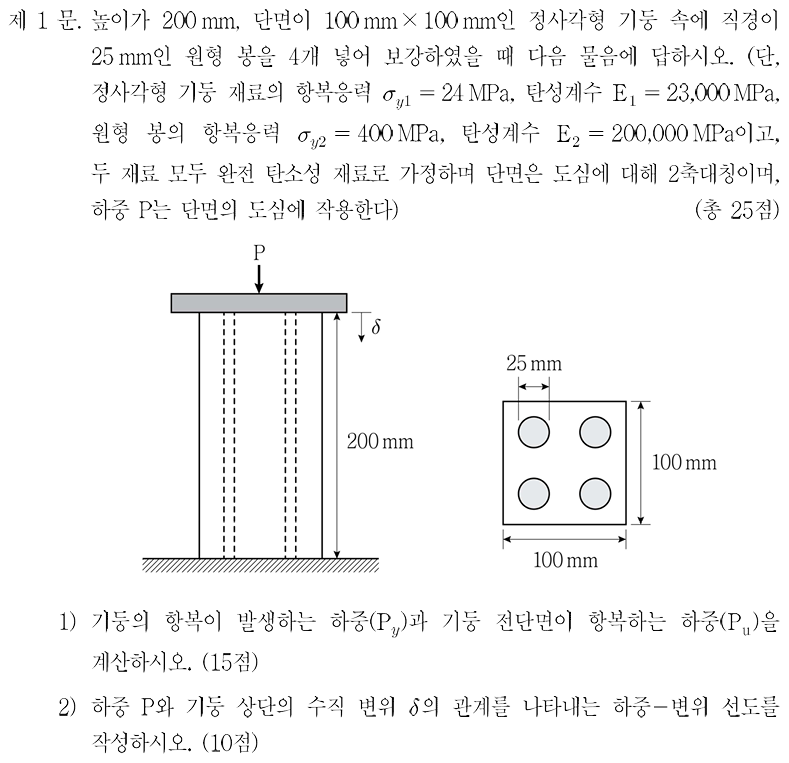 제 1 문. 높이가 200 mm, 단면이 100 mm×100 mm인 정사각형 기둥 속에 직경이
25 mm인 원형 봉을 4개 넣어 보강하였을 때 다음 물음에 답하시오. (단,
정사각형 기둥 재료의 항복응력 σy1 = 24 MPa, 탄성계수 E1 = 23,000 MPa,
원형 봉의 항복응력 σy2 = 400 MPa, 탄성계수 E2 = 200,000 MPa이고,
두 재료 모두 완전 탄소성 재료로 가정하며 단면은 도심에 대해 2축대칭이며,
하중 P는 단면의 도심에 작용한다) (총 25점)
P
δ
200 mm
25 mm
100 mm
100 mm
1) 기둥의 항복이 발생하는 하중(Py)과 기둥 전단면이 항복하는 하중(Pu)을
계산하시오. (15점)
2) 하중 P와 기둥 상단의 수직 변위 δ의 관계를 나타내는 하중-변위 선도를
작성하시오. (10점)